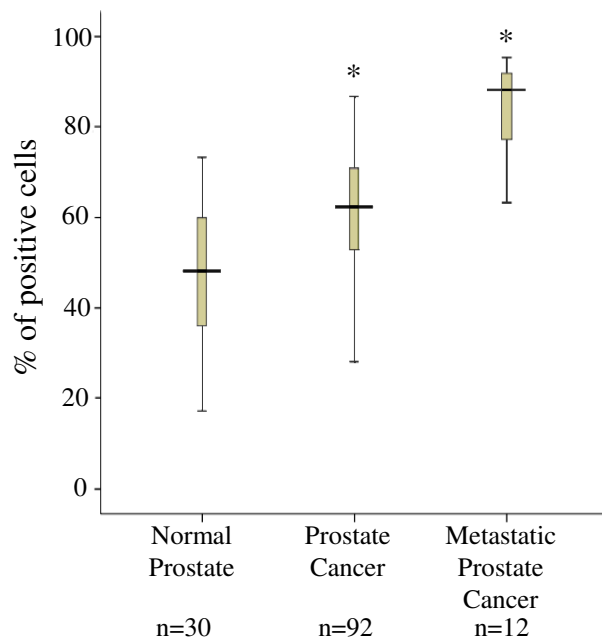 % of positive cells
100
80
60
40
20
0
*
*
Normal
Prostate
n=30
Prostate
Cancer
n=92
Metastatic
Prostate
Cancer
n=12